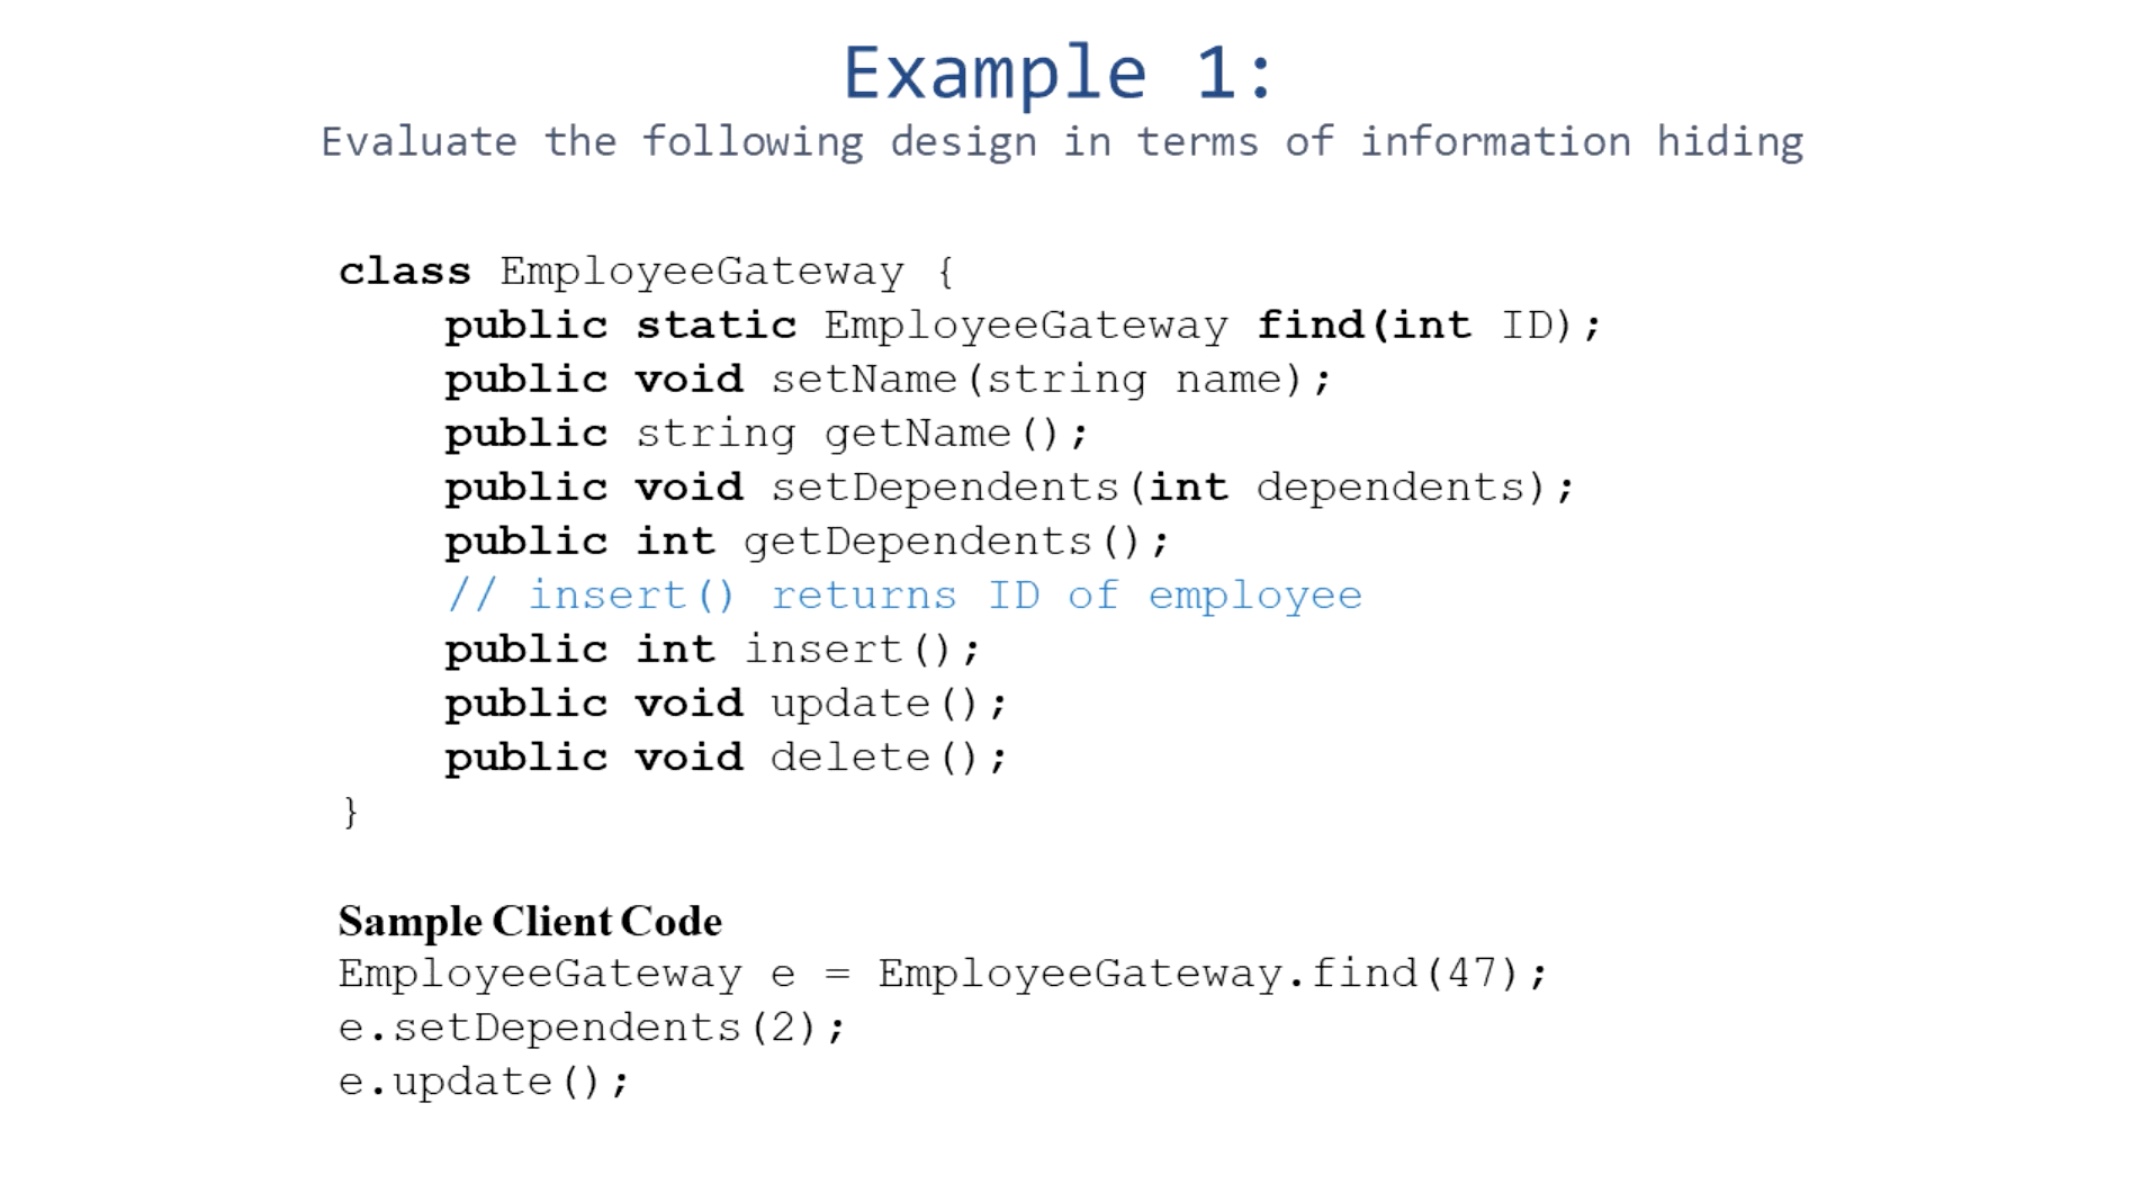 Example 1:
Evaluate the following design in terms of information hiding
class EmployeeGateway {
public static EmployeeGateway find(int ID);
public void setName(string name);
public string getName();
public void setDependents(int dependents);
public int getDependents();
// insert() returns ID of employee
public int insert();
public void update();
public void delete();
}
Sample Client Code
EmployeeGateway e = EmployeeGateway.find(47);
e.setDependents(2);
e.update();